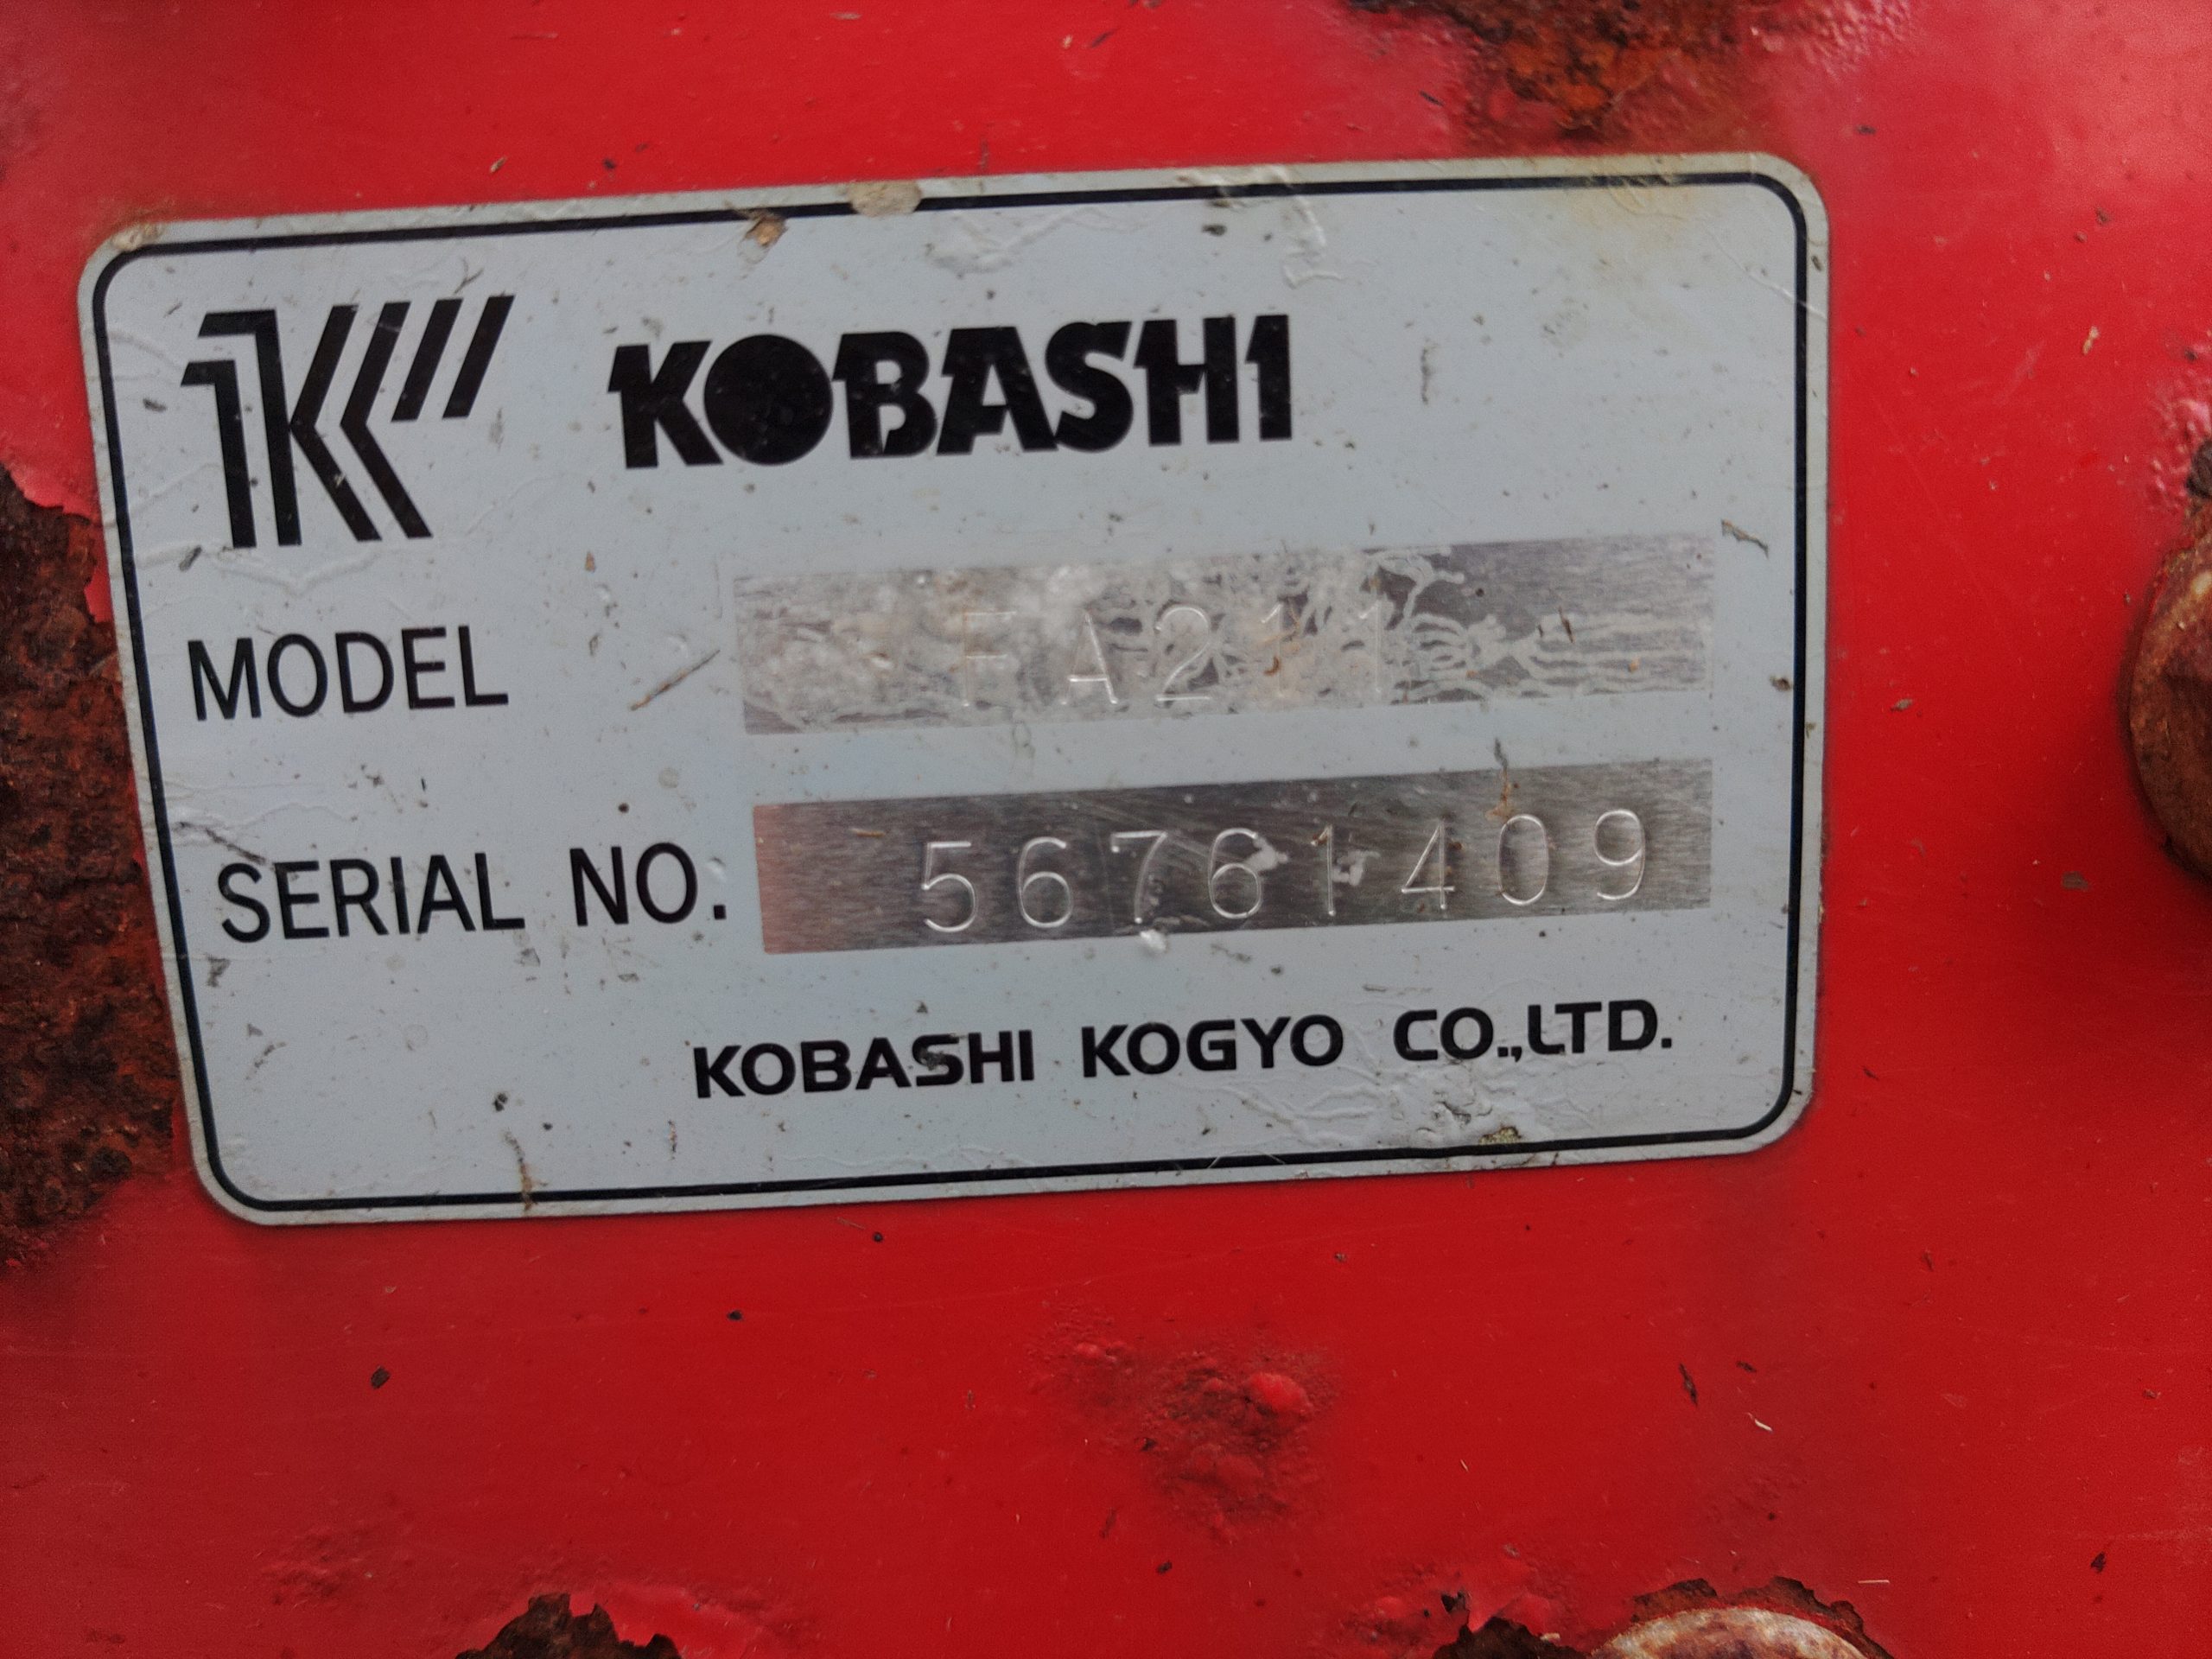 KOBASHI
MODEL FA211
SERIAL NO. 56761409
KOBASHI KOGYO CO.,LTD.